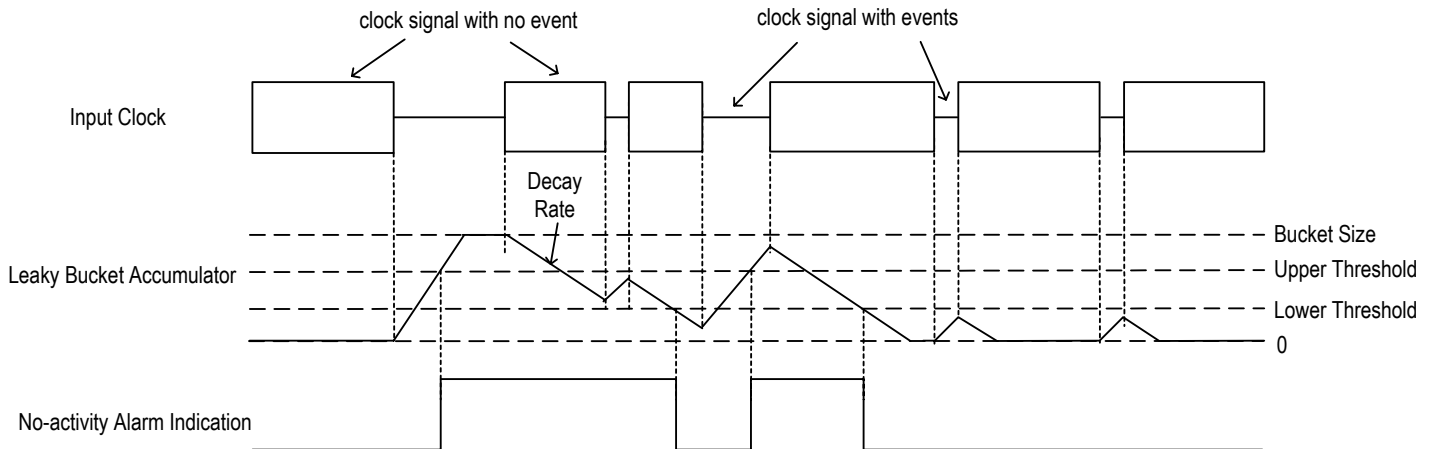 clock signal with no event
clock signal with events
Input Clock
Decay
Rate
Bucket Size
Leaky Bucket Accumulator
Upper Threshold
Lower Threshold
0
No-activity Alarm Indication